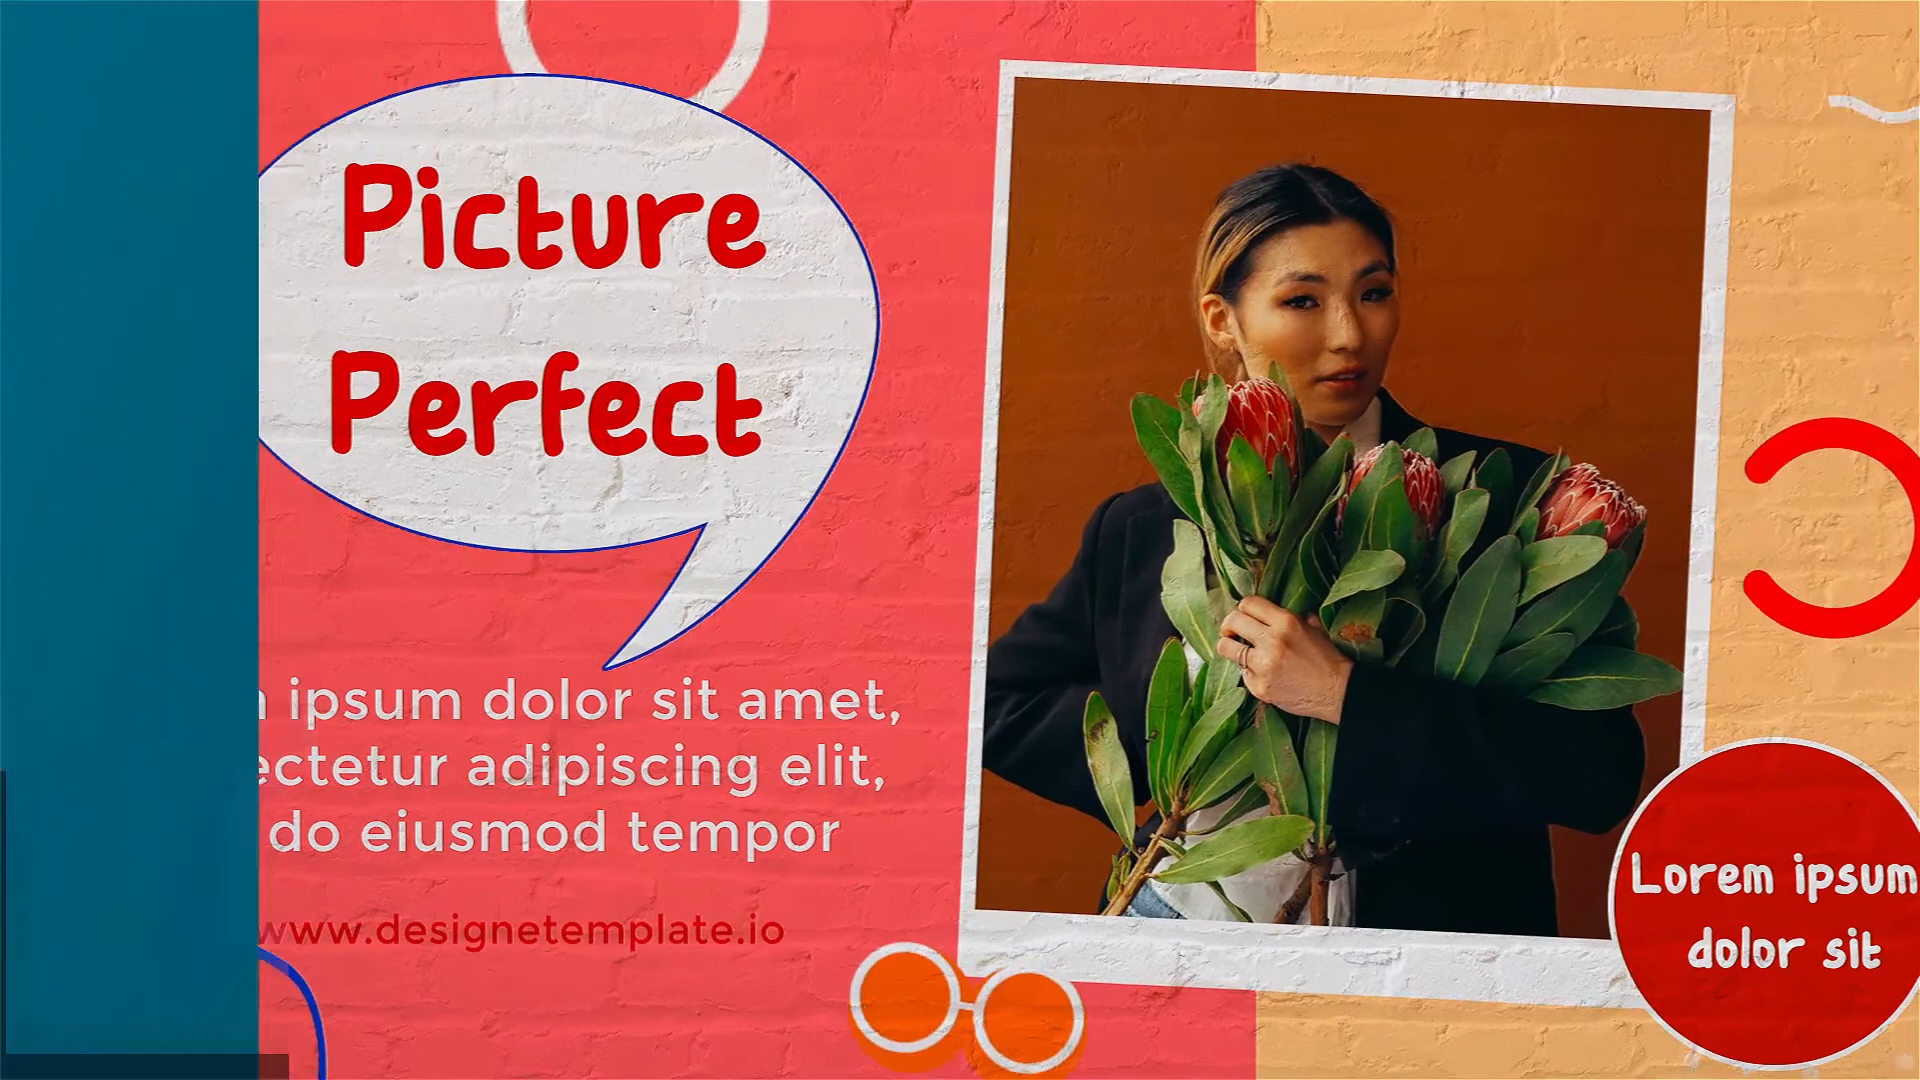 Picture
Perfect
ipsum dolor sit amet,
ectetur adipiscing elit,
do eiusmod tempor
www.designetemplate.io
Lorem ipsum
dolor sit